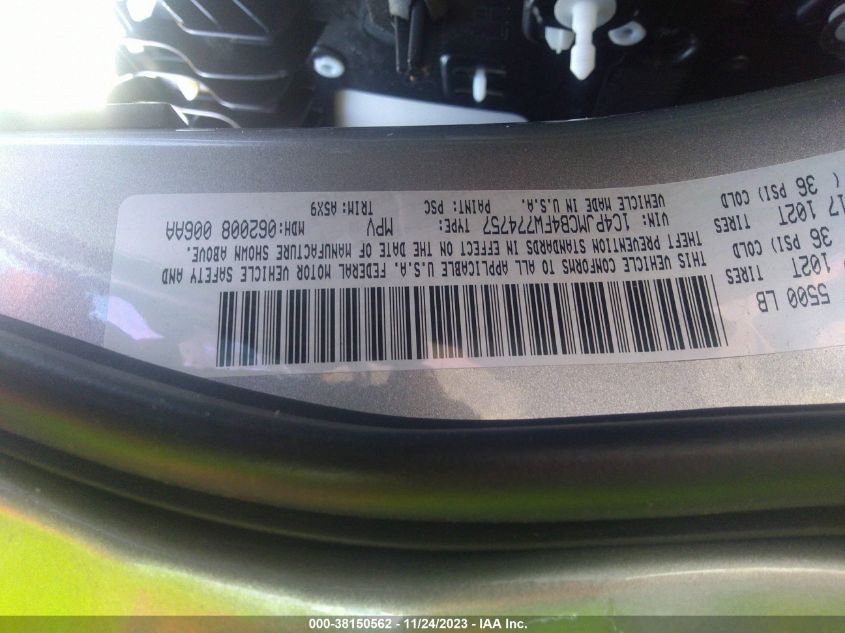 5500 LB
102T TIRES 36 PSI) COLD
17 102T TIRES 36 PSI) COLD (
THIS VEHICLE CONFORMS TO ALL APPLICABLE U.S.A. FEDERAL MOTOR VEHICLE SAFETY AND
THEFT PREVENTION STANDARDS IN EFFECT ON THE DATE OF MANUFACTURE SHOWN ABOVE.
VIN: 1C4PJMCB4FW774757 TYPE: MPV MDH:062008 006AA
VEHICLE MADE IN U.S.A. PAINT: PSC TRIM: A5X9
000-38150562 - 11/24/2023 - IAA Inc.